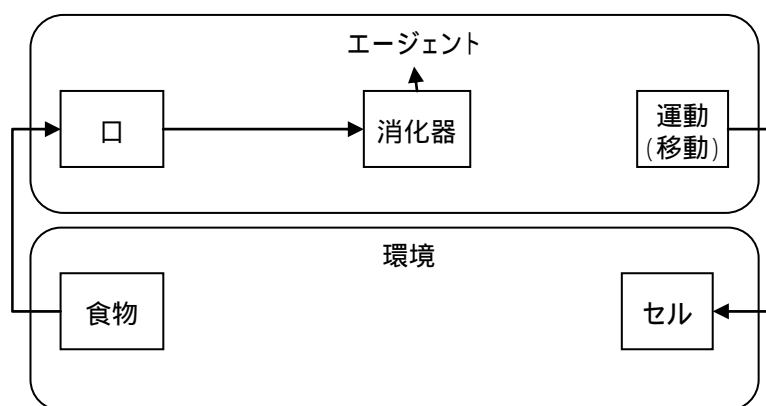 エージェント
口
消化器
運動
(移動)
環境
食物
セル